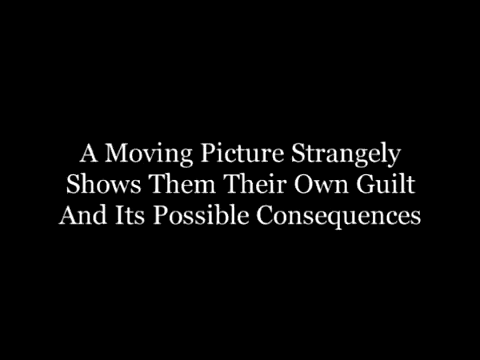 A Moving Picture Strangely
Shows Them Their Own Guilt
And Its Possible Consequences